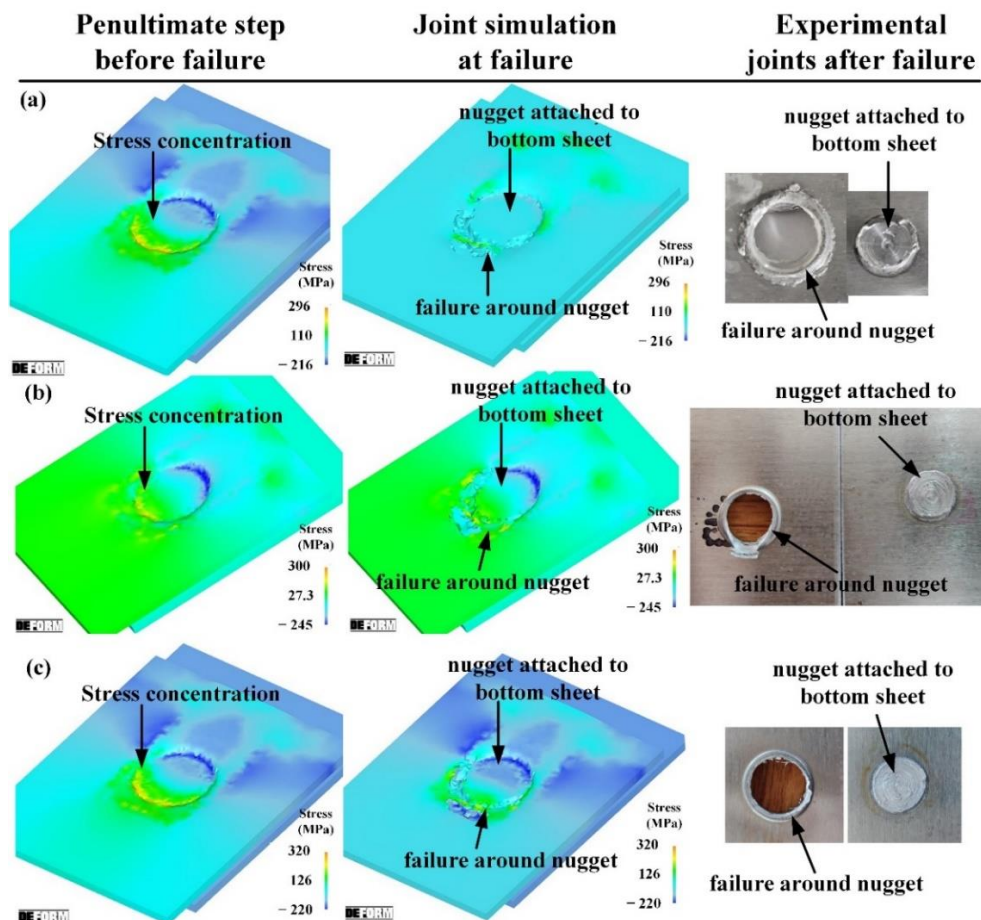 Penultimate step
before failure
Joint simulation
at failure
Experimental
joints after failure
(a)
Stress concentration
nugget attached to
bottom sheet
nugget attached to
bottom sheet
Stress
(MPa)
296
110
− 216
Stress
(MPa)
296
110
− 216
failure around nugget
failure around nugget
DEFORM
DEFORM
(b)
Stress concentration
nugget attached to
bottom sheet
nugget attached to
bottom sheet
Stress
(MPa)
300
27.3
− 245
Stress
(MPa)
300
27.3
− 245
failure around nugget
failure around nugget
DEFORM
DEFORM
(c)
Stress concentration
nugget attached to
bottom sheet
nugget attached to
bottom sheet
Stress
(MPa)
320
126
− 220
Stress
(MPa)
320
126
− 220
failure around nugget
failure around nugget
DEFORM
DEFORM